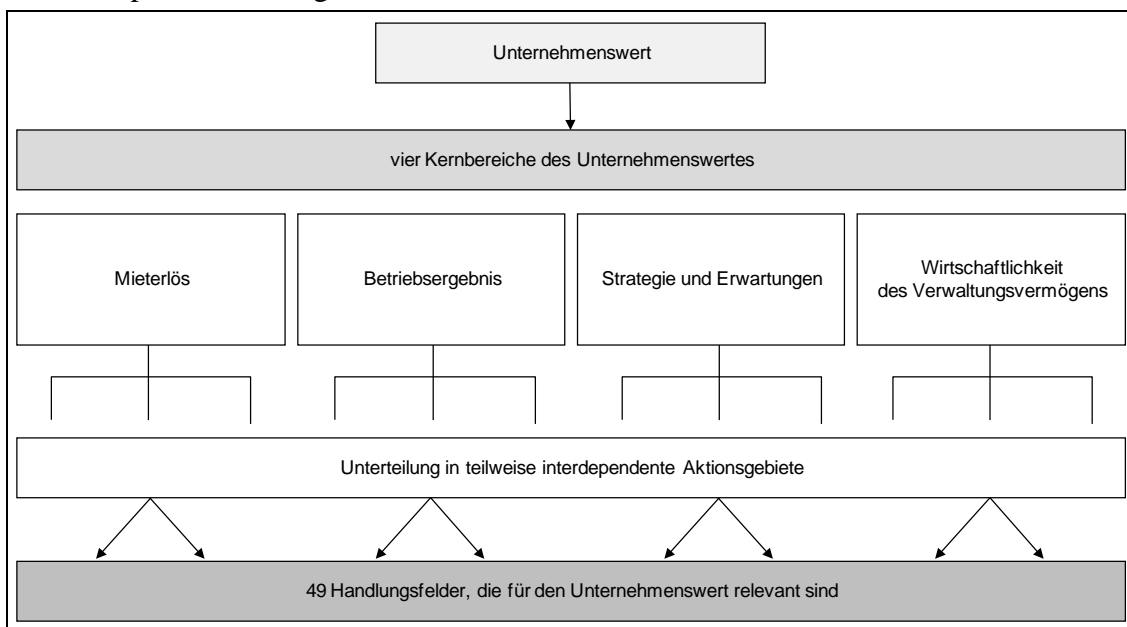 Unternehmenswert
vier Kernbereiche des Unternehmenswertes
Mieterlös
Betriebsergebnis
Strategie und Erwartungen
Wirtschaftlichkeit
des Verwaltungsvermögens
Unterteilung in teilweise interdependente Aktionsgebiete
49 Handlungsfelder, die für den Unternehmenswert relevant sind